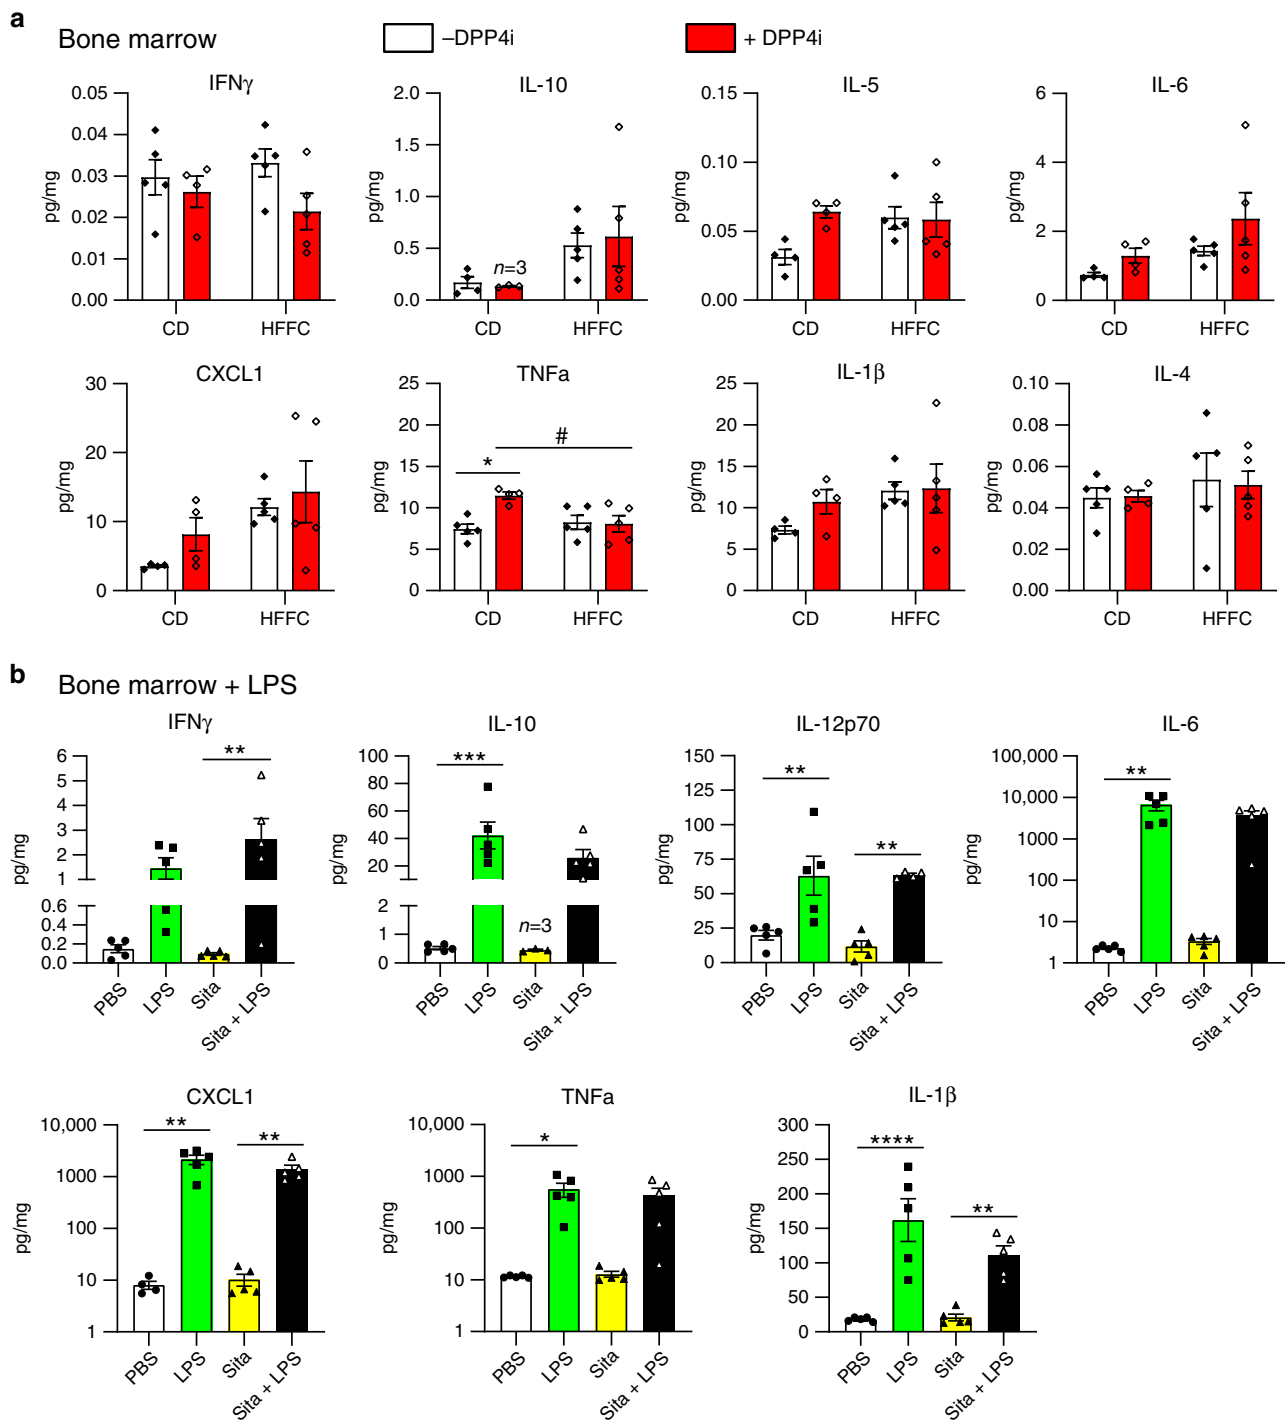 a
Bone marrow
–DPP4i
+ DPP4i
IFNγ
pg/mg
0.05
0.04
0.03
0.02
0.01
0.00
CD
HFFC
IL-10
pg/mg
2.0
1.5
1.0
0.5
0.0
n=3
CD
HFFC
IL-5
pg/mg
0.15
0.10
0.05
0.00
CD
HFFC
IL-6
pg/mg
6
4
2
0
CD
HFFC
CXCL1
pg/mg
30
20
10
0
CD
HFFC
TNFa
pg/mg
25
20
15
10
5
0
*
#
CD
HFFC
IL-1β
pg/mg
25
20
15
10
5
0
CD
HFFC
IL-4
pg/mg
0.10
0.08
0.06
0.04
0.02
0.00
CD
HFFC
b
Bone marrow + LPS
IFNγ
pg/mg
6
5
4
3
2
1
0.6
0.4
0.2
0.0
**
PBS
LPS
Sita
Sita + LPS
IL-10
pg/mg
100
80
60
40
20
2
1
0
***
n=3
PBS
LPS
Sita
Sita + LPS
IL-12p70
pg/mg
150
125
100
75
50
25
0
**
**
PBS
LPS
Sita
Sita + LPS
IL-6
pg/mg
100,000
10,000
1000
100
10
1
**
PBS
LPS
Sita
Sita + LPS
CXCL1
pg/mg
10,000
1000
100
10
1
**
**
PBS
LPS
Sita
Sita + LPS
TNFa
pg/mg
10,000
1000
100
10
1
*
PBS
LPS
Sita
Sita + LPS
IL-1β
pg/mg
300
250
200
150
100
50
0
****
**
PBS
LPS
Sita
Sita + LPS